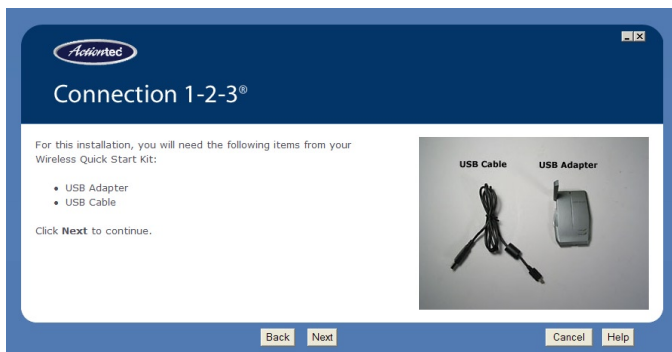 Actiontec
Connection 1-2-3®
For this installation, you will need the following items from your
Wireless Quick Start Kit:
• USB Adapter
• USB Cable
Click Next to continue.
USB Cable USB Adapter
Back Next Cancel Help